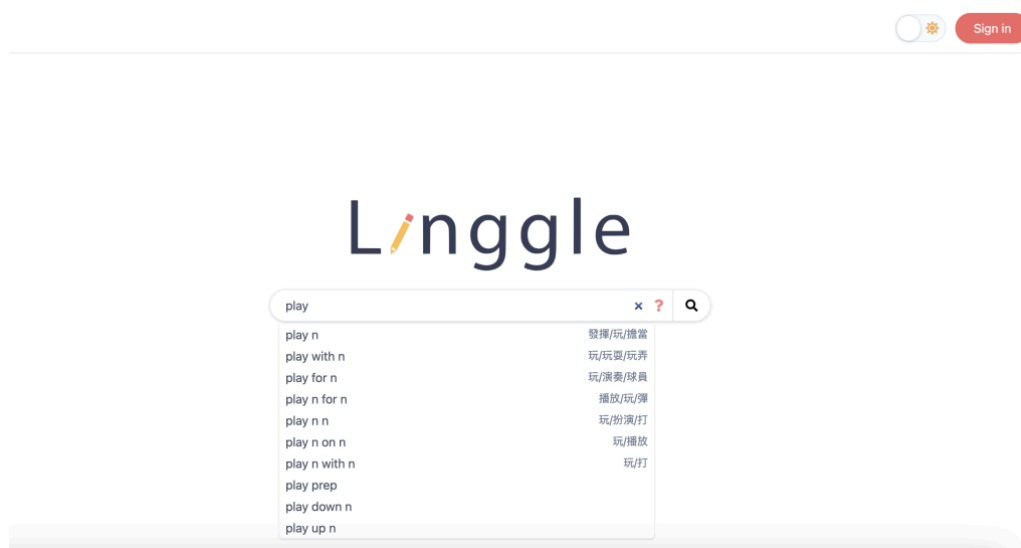 Sign in
Linggle
play × ?
play n 發揮/玩/擔當
play with n 玩/玩耍/玩弄
play for n 玩/演奏/球員
play n for n 播放/玩/彈
play n n 玩/扮演/打
play n on n 玩/播放
play n with n 玩/打
play prep
play down n
play up n